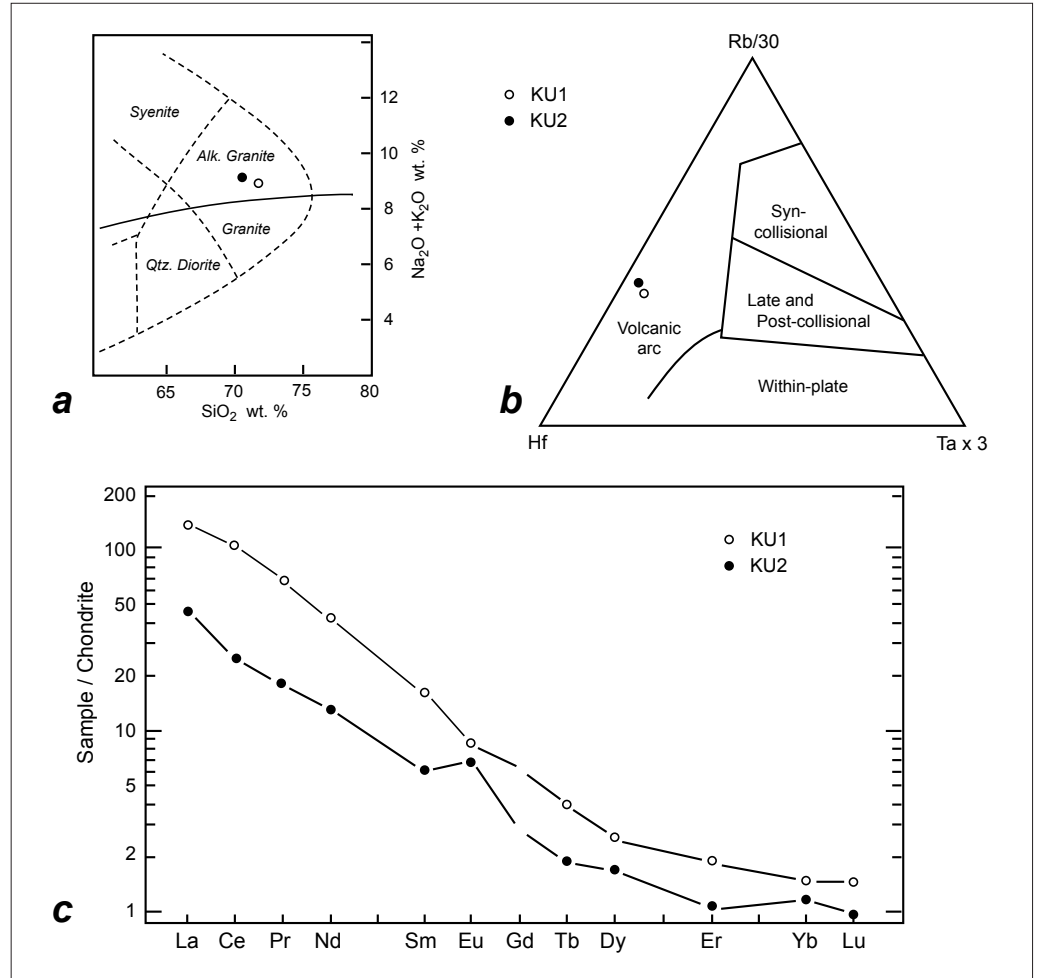 Syenite
Alk. Granite
Granite
Qtz. Diorite
12
10
8
6
4
Na2O +K2O wt. %
65
70
75
80
SiO2 wt. %
a
KU1
KU2
Rb/30
Syn-
collisional
Late and
Post-collisional
Volcanic
arc
Within-plate
Hf
Ta x 3
b
200
100
50
20
10
5
2
1
Sample / Chondrite
KU1
KU2
c
La Ce Pr Nd Sm Eu Gd Tb Dy Er Yb Lu